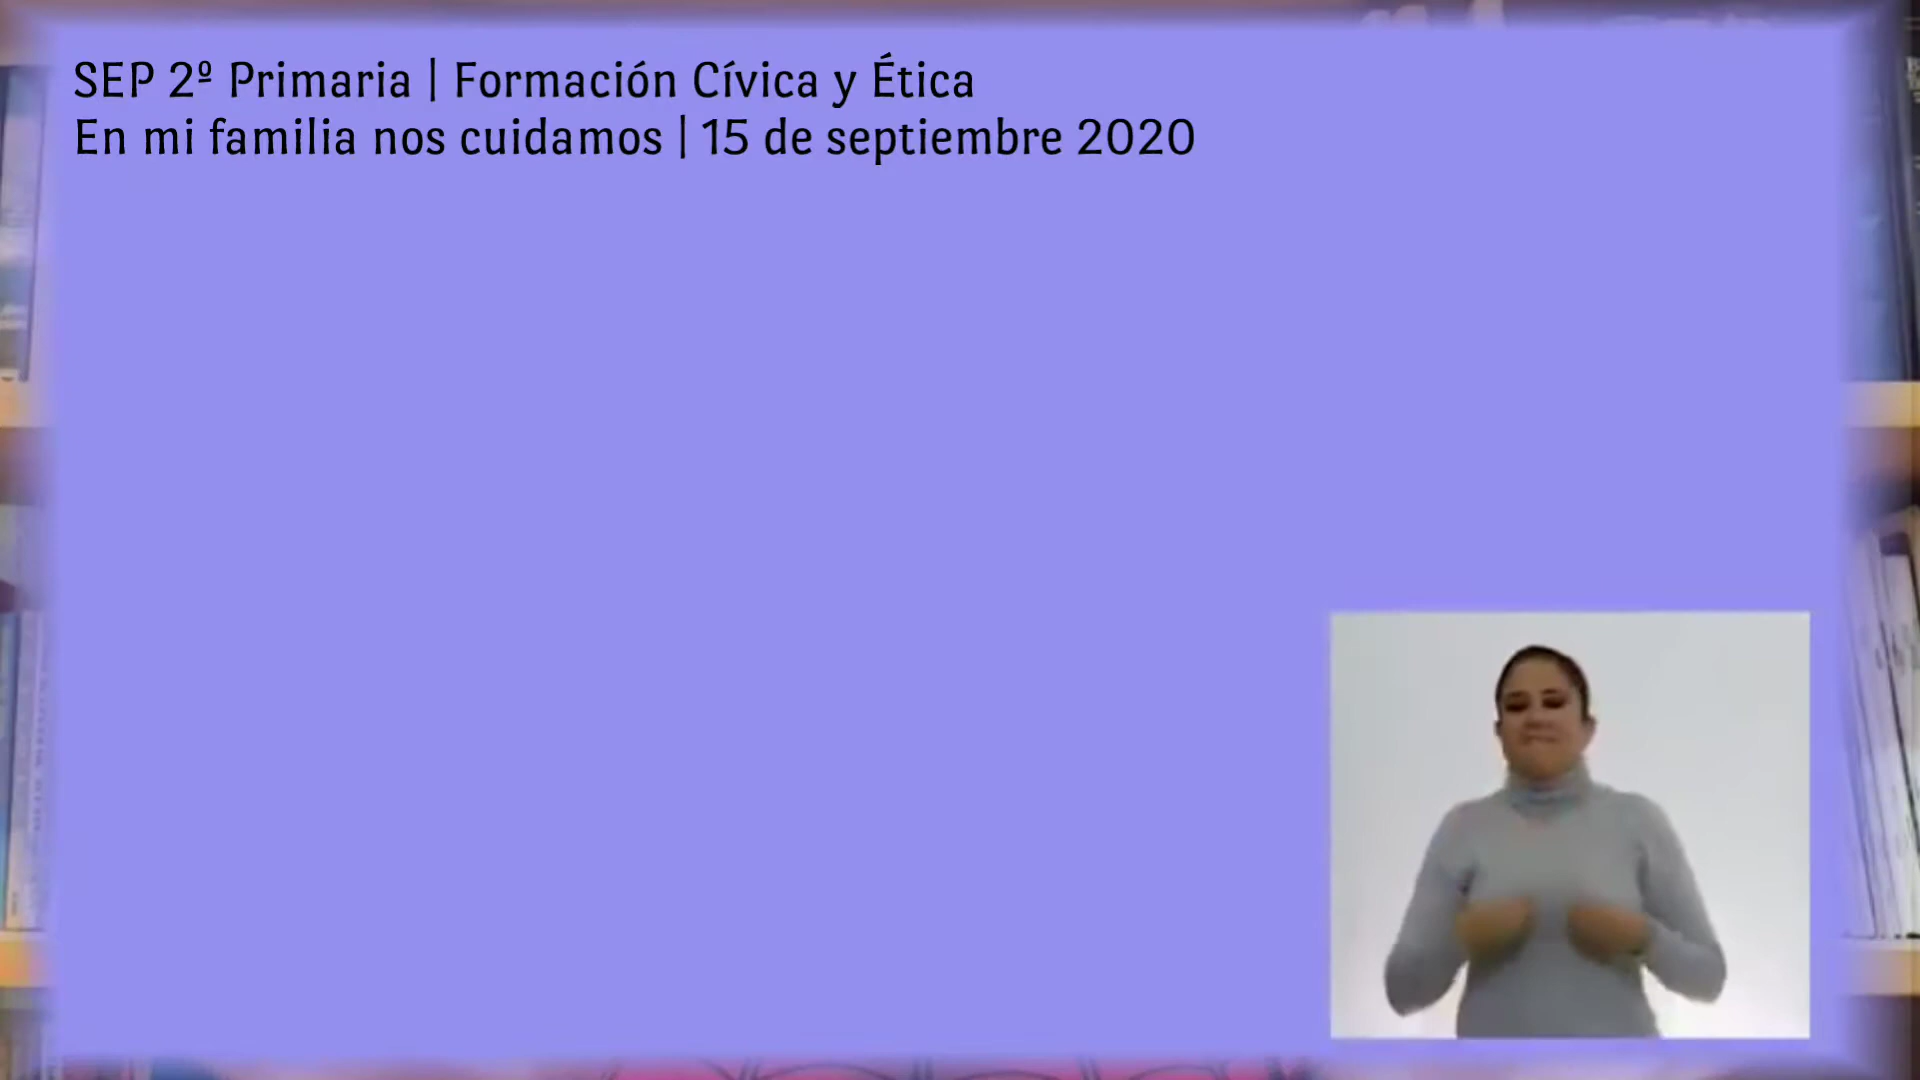 SEP 2º Primaria | Formación Cívica y Ética
En mi familia nos cuidamos | 15 de septiembre 2020